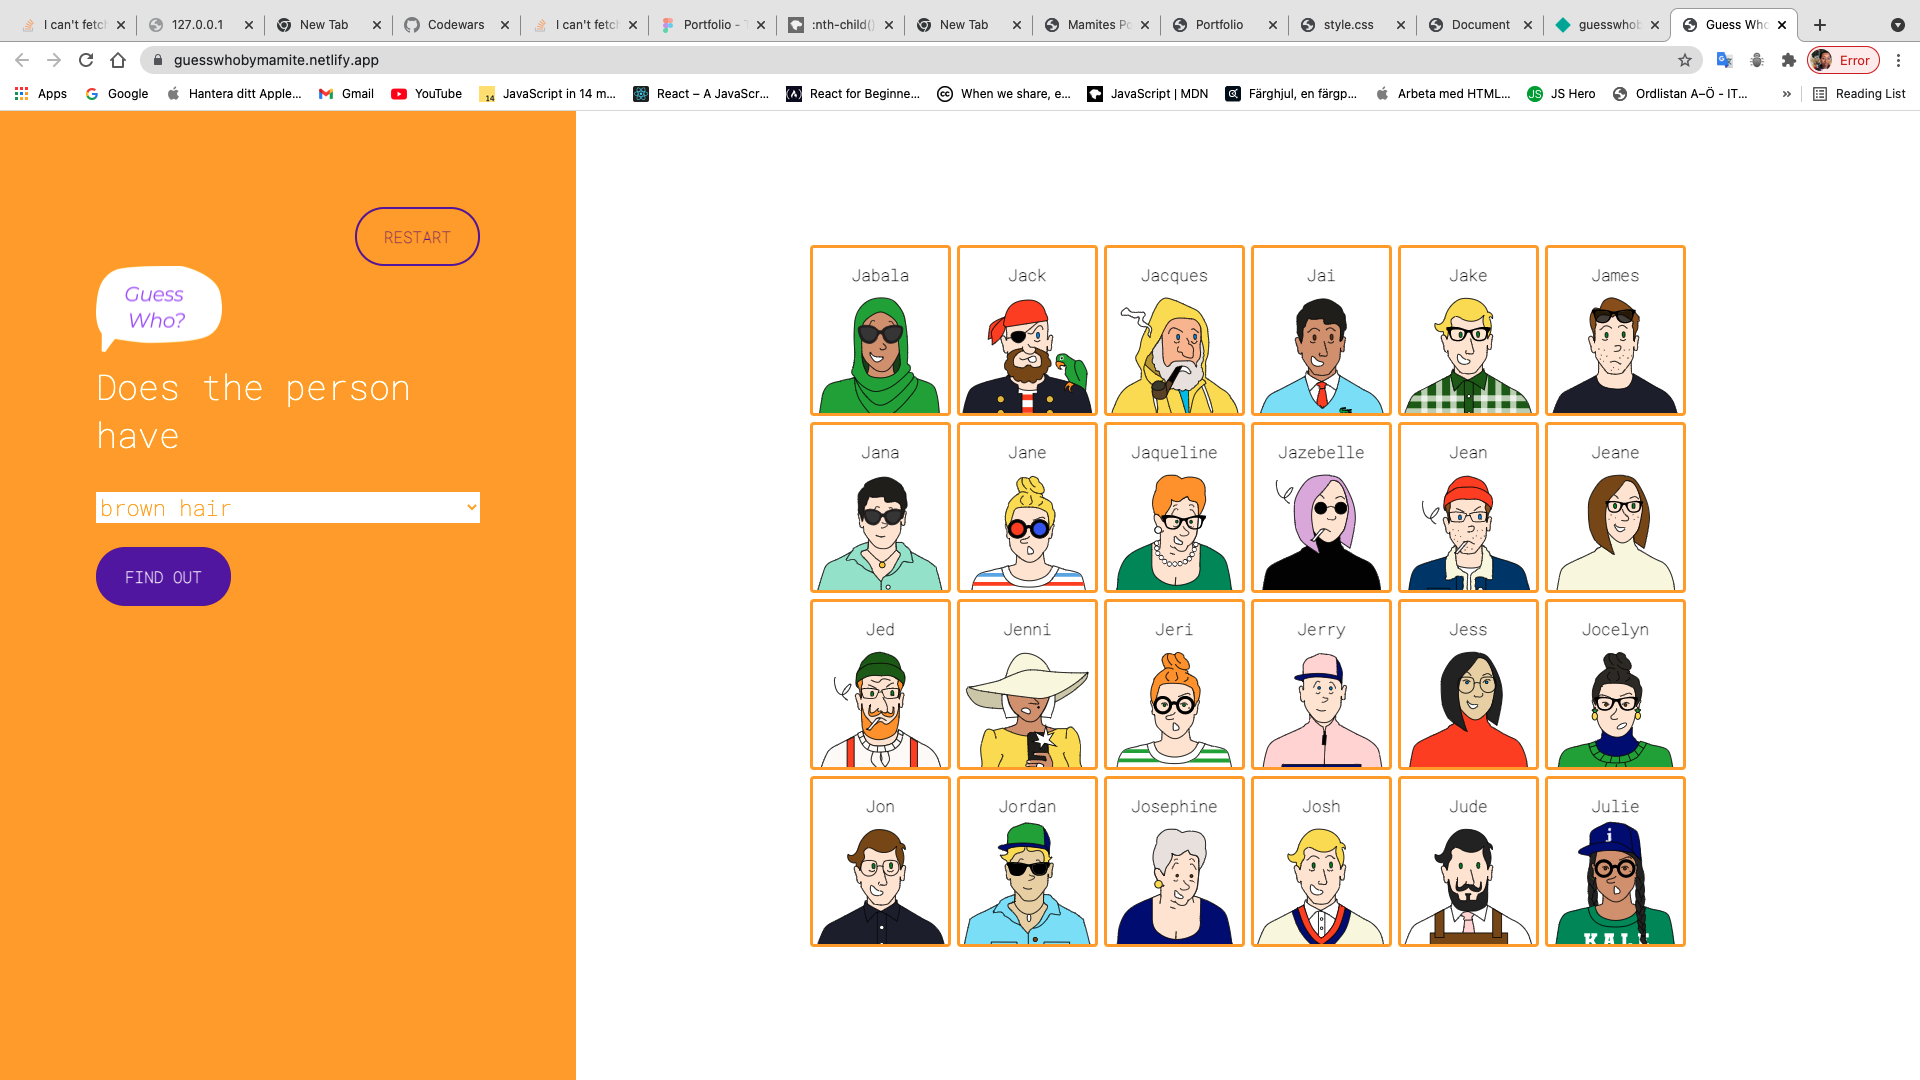 I can't fetch
127.0.0.1
New Tab
Codewars
I can't fetch
Portfolio - T
:nth-child()
New Tab
Mamites Po
Portfolio
style.css
Document
guesswhob
Guess Who
guesswhobymamite.netlify.app
Error
Apps
Google
Hantera ditt Apple...
Gmail
YouTube
14
JavaScript in 14 m...
React – A JavaScr...
React for Beginne...
When we share, e...
JavaScript | MDN
Färghjul, en färgp...
Arbeta med HTML...
JS
JS Hero
Ordlistan A–Ö - IT...
Reading List
RESTART
Guess
Who?
Does the person
have
brown hair
FIND OUT
Jabala
Jack
Jacques
Jai
Jake
James
Jana
Jane
Jaqueline
Jazebelle
Jean
Jeane
Jed
Jenni
Jeri
Jerry
Jess
Jocelyn
Jon
Jordan
Josephine
Josh
Jude
Julie
j